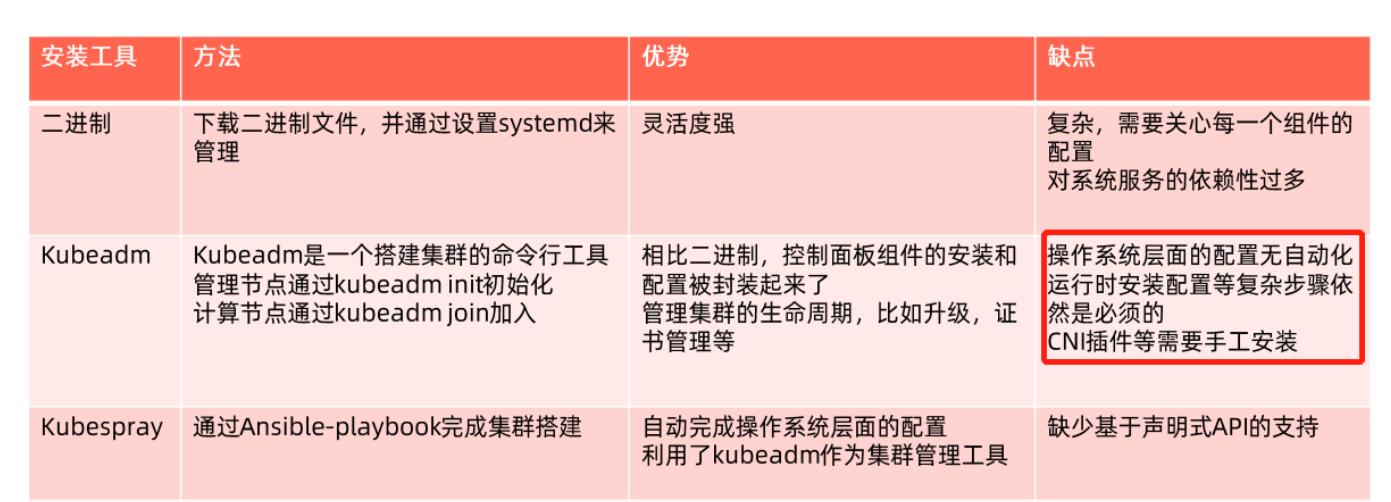 安装工具
方法
优势
缺点
二进制
下载二进制文件，并通过设置systemd来
管理
灵活度强
复杂，需要关心每一个组件的
配置
对系统服务的依赖性过多
Kubeadm
Kubeadm是一个搭建集群的命令行工具
管理节点通过kubeadm init初始化
计算节点通过kubeadm join加入
相比二进制，控制面板组件的安装和
配置被封装起来了
管理集群的生命周期，比如升级，证
书管理等
操作系统层面的配置无自动化
运行时安装配置等复杂步骤依
然是必须的
CNI插件等需要手工安装
Kubespray
通过Ansible-playbook完成集群搭建
自动完成操作系统层面的配置
利用了kubeadm作为集群管理工具
缺少基于声明式API的支持